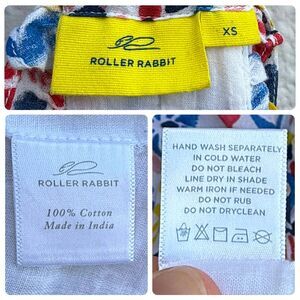 ROLLER RABBIT
XS
ROLLER RABBIT
100% Cotton
Made in India
HAND WASH SEPARATELY
IN COLD WATER
DO NOT BLEACH
LINE DRY IN SHADE
WARM IRON IF NEEDED
DO NOT RUB
DO NOT DRYCLEAN